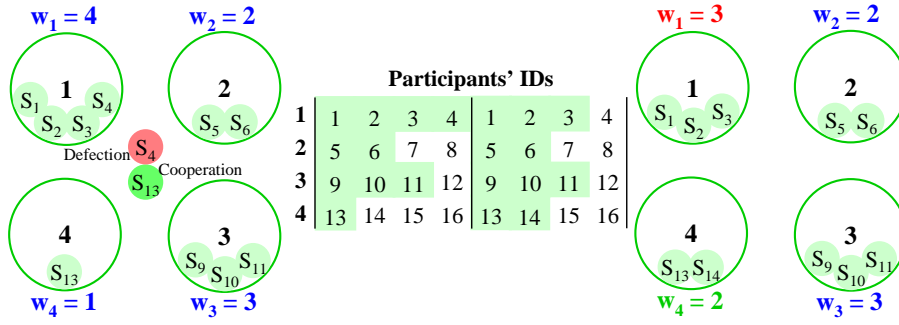 w1 = 4 w2 = 2 w1 = 3 w2 = 2
1 2 1 2
S1 S2 S3 S4 S5 S6 S1 S2 S3 S5 S6
Participants' IDs
1 1 2 3 4 1 2 3 4
2 5 6 7 8 5 6 7 8
3 9 10 11 12 9 10 11 12
4 13 14 15 16 13 14 15 16
Defection S4
S13 Cooperation
4 3 4 3
S13 S9 S10 S11 S13 S14 S9 S10 S11
w4 = 1 w3 = 3 w4 = 2 w3 = 3